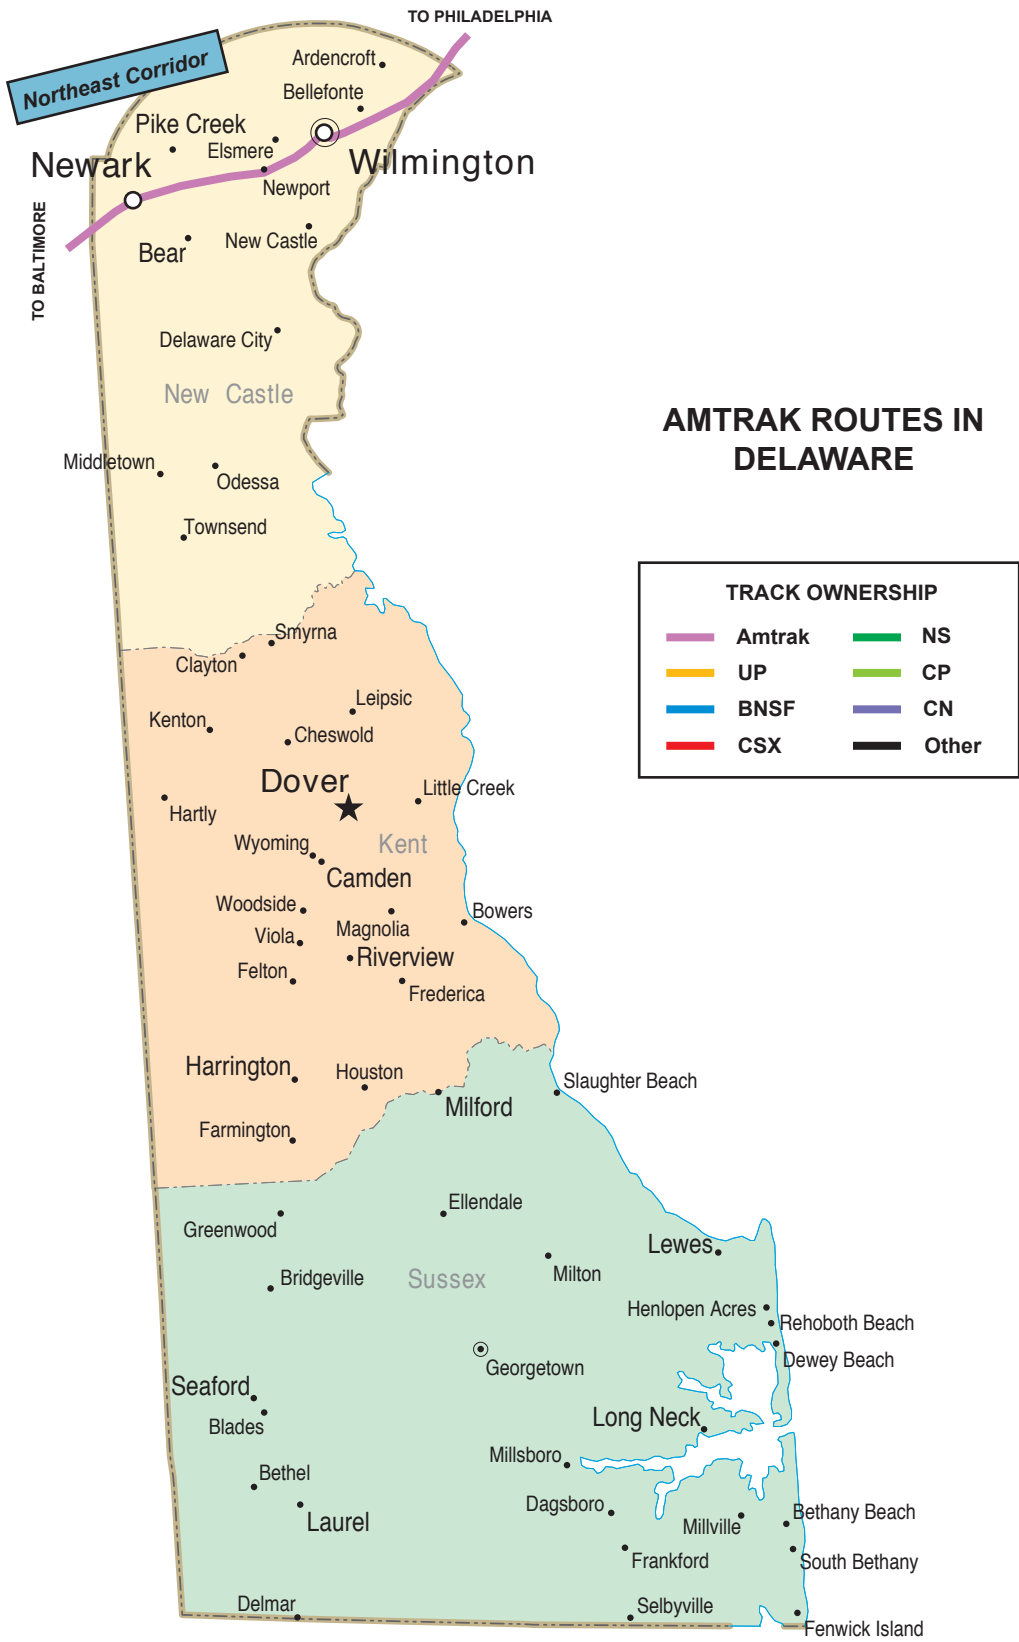 TO PHILADELPHIA
Northeast Corridor
Ardencroft
Bellefonte
Pike Creek
Elsmere
Newark
Wilmington
Newport
TO BALTIMORE
Bear
New Castle
Delaware City
New Castle
AMTRAK ROUTES IN
DELAWARE
Middletown
Odessa
Townsend
TRACK OWNERSHIP
Amtrak
NS
UP
CP
BNSF
CN
CSX
Other
Smyrna
Clayton
Leipsic
Kenton
Cheswold
Dover
Little Creek
Hartly
Wyoming
Kent
Camden
Woodside
Bowers
Magnolia
Viola
Riverview
Felton
Frederica
Harrington
Houston
Slaughter Beach
Milford
Farmington
Ellendale
Greenwood
Lewes
Milton
Bridgeville
Sussex
Henlopen Acres
Rehoboth Beach
Dewey Beach
Georgetown
Seaford
Blades
Long Neck
Millsboro
Bethel
Dagsboro
Bethany Beach
Laurel
Millville
Frankford
South Bethany
Delmar
Selbyville
Fenwick Island